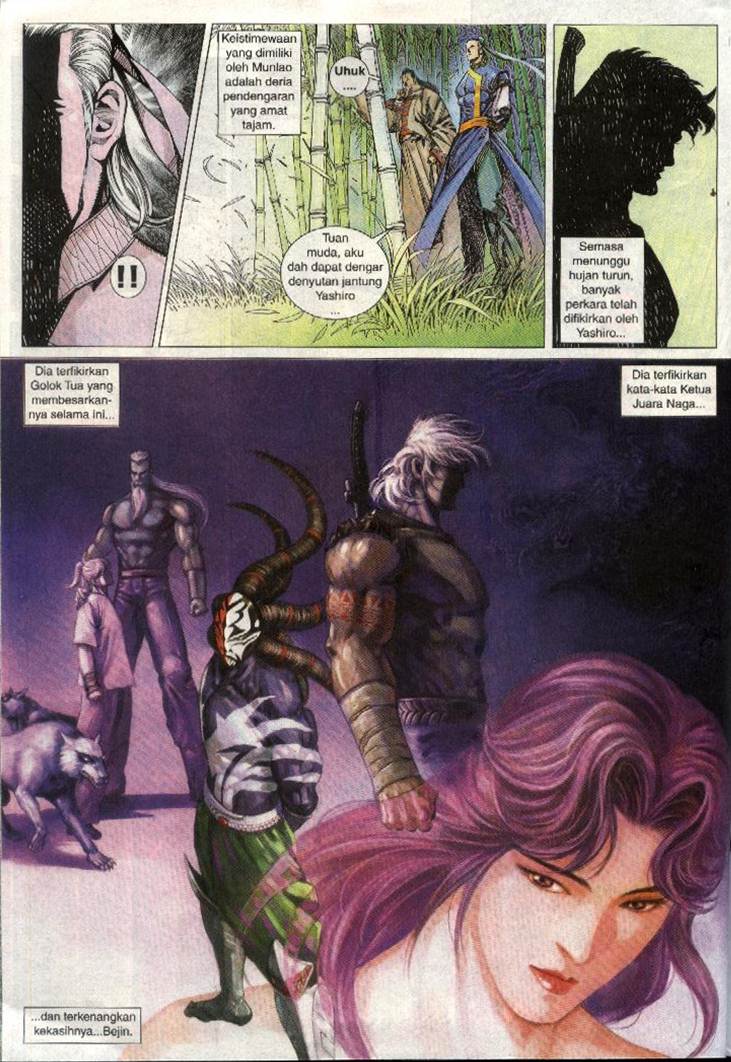 !!
Keistimewaan
yang dimiliki
oleh Munlao
adalah deria
pendengaran
yang amat
tajam.
Uhuk
....
Tuan
muda, aku
dah dapat dengar
denyutan jantung
Yashiro
...
Semasa
menunggu
hujan turun,
banyak
perkara telah
difikirkan oleh
Yashiro...
Dia terfikirkan
Golok Tua yang
membesarkan-
nya selama ini...
Dia terfikirkan
kata-kata Ketua
Juara Naga...
...dan terkenangkan
kekasihnya...Bejin.